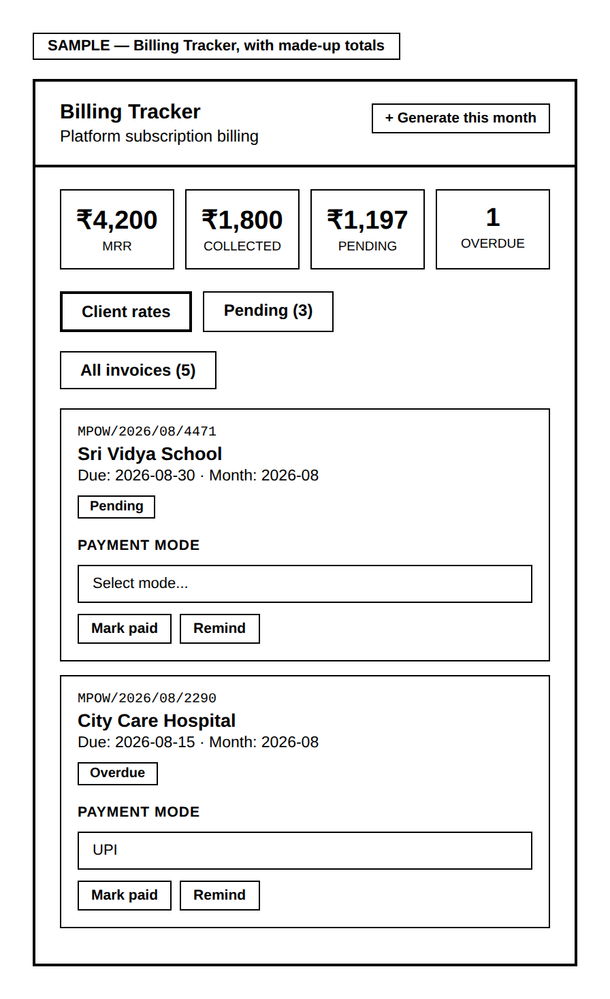 SAMPLE — Billing Tracker, with made-up totals
Billing Tracker
Platform subscription billing
+ Generate this month
₹4,200
MRR
₹1,800
COLLECTED
₹1,197
PENDING
1
OVERDUE
Client rates
Pending (3)
All invoices (5)
MPOW/2026/08/4471
Sri Vidya School
Due: 2026-08-30 · Month: 2026-08
Pending
PAYMENT MODE
Select mode...
Mark paid
Remind
MPOW/2026/08/2290
City Care Hospital
Due: 2026-08-15 · Month: 2026-08
Overdue
PAYMENT MODE
UPI
Mark paid
Remind